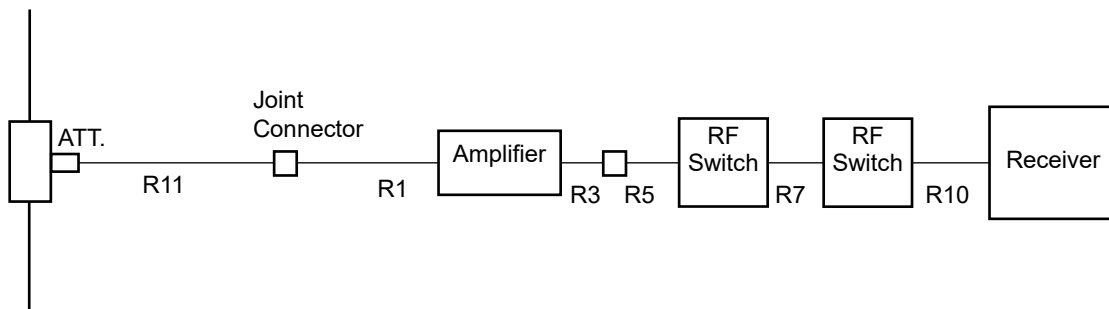 ATT.
R11
Joint
Connector
R1
Amplifier
R3
R5
RF
Switch
R7
RF
Switch
R10
Receiver